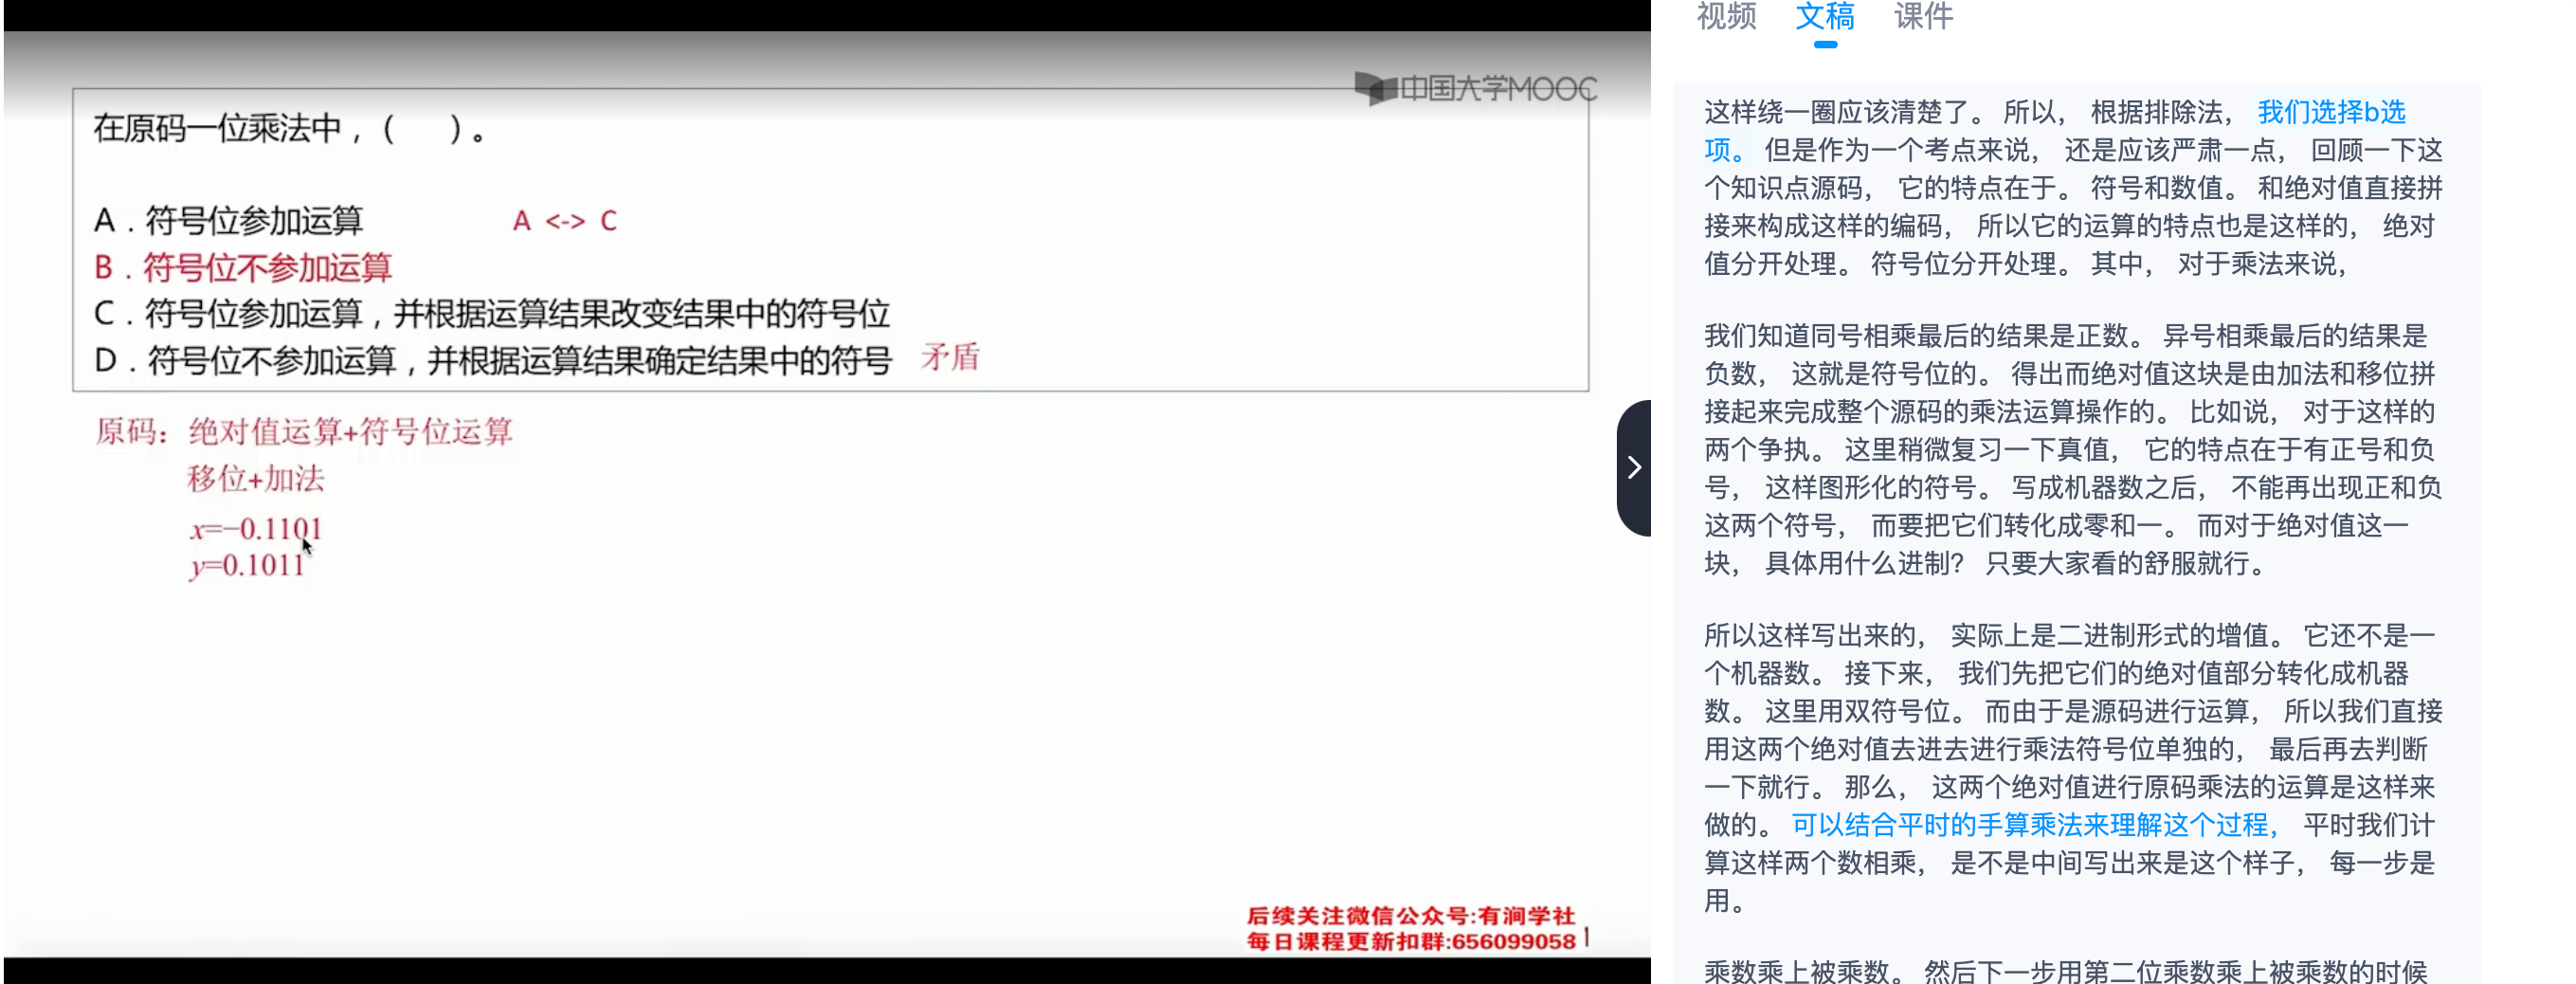 中国大学MOOC
在原码一位乘法中，（　　）。
A．符号位参加运算
A <-> C
B．符号位不参加运算
C．符号位参加运算，并根据运算结果改变结果中的符号位
D．符号位不参加运算，并根据运算结果确定结果中的符号
矛盾
原码：绝对值运算+符号位运算
移位+加法
x=−0.1101
y=0.1011
后续关注微信公众号:有涧学社
每日课程更新扣群:656099058
视频 文稿 课件
这样绕一圈应该清楚了。 所以， 根据排除法， 我们选择b选
项。 但是作为一个考点来说， 还是应该严肃一点， 回顾一下这
个知识点源码， 它的特点在于。 符号和数值。 和绝对值直接拼
接来构成这样的编码， 所以它的运算的特点也是这样的， 绝对
值分开处理。 符号位分开处理。 其中， 对于乘法来说，
我们知道同号相乘最后的结果是正数。 异号相乘最后的结果是
负数， 这就是符号位的。 得出而绝对值这块是由加法和移位拼
接起来完成整个源码的乘法运算操作的。 比如说， 对于这样的
两个争执。 这里稍微复习一下真值， 它的特点在于有正号和负
号， 这样图形化的符号。 写成机器数之后， 不能再出现正和负
这两个符号， 而要把它们转化成零和一。 而对于绝对值这一
块， 具体用什么进制？ 只要大家看的舒服就行。
所以这样写出来的， 实际上是二进制形式的增值。 它还不是一
个机器数。 接下来， 我们先把它们的绝对值部分转化成机器
数。 这里用双符号位。 而由于是源码进行运算， 所以我们直接
用这两个绝对值去进去进行乘法符号位单独的， 最后再去判断
一下就行。 那么， 这两个绝对值进行原码乘法的运算是这样来
做的。 可以结合平时的手算乘法来理解这个过程， 平时我们计
算这样两个数相乘， 是不是中间写出来是这个样子， 每一步是
用。
乘数乘上被乘数。 然后下一步用第二位乘数乘上被乘数的时候